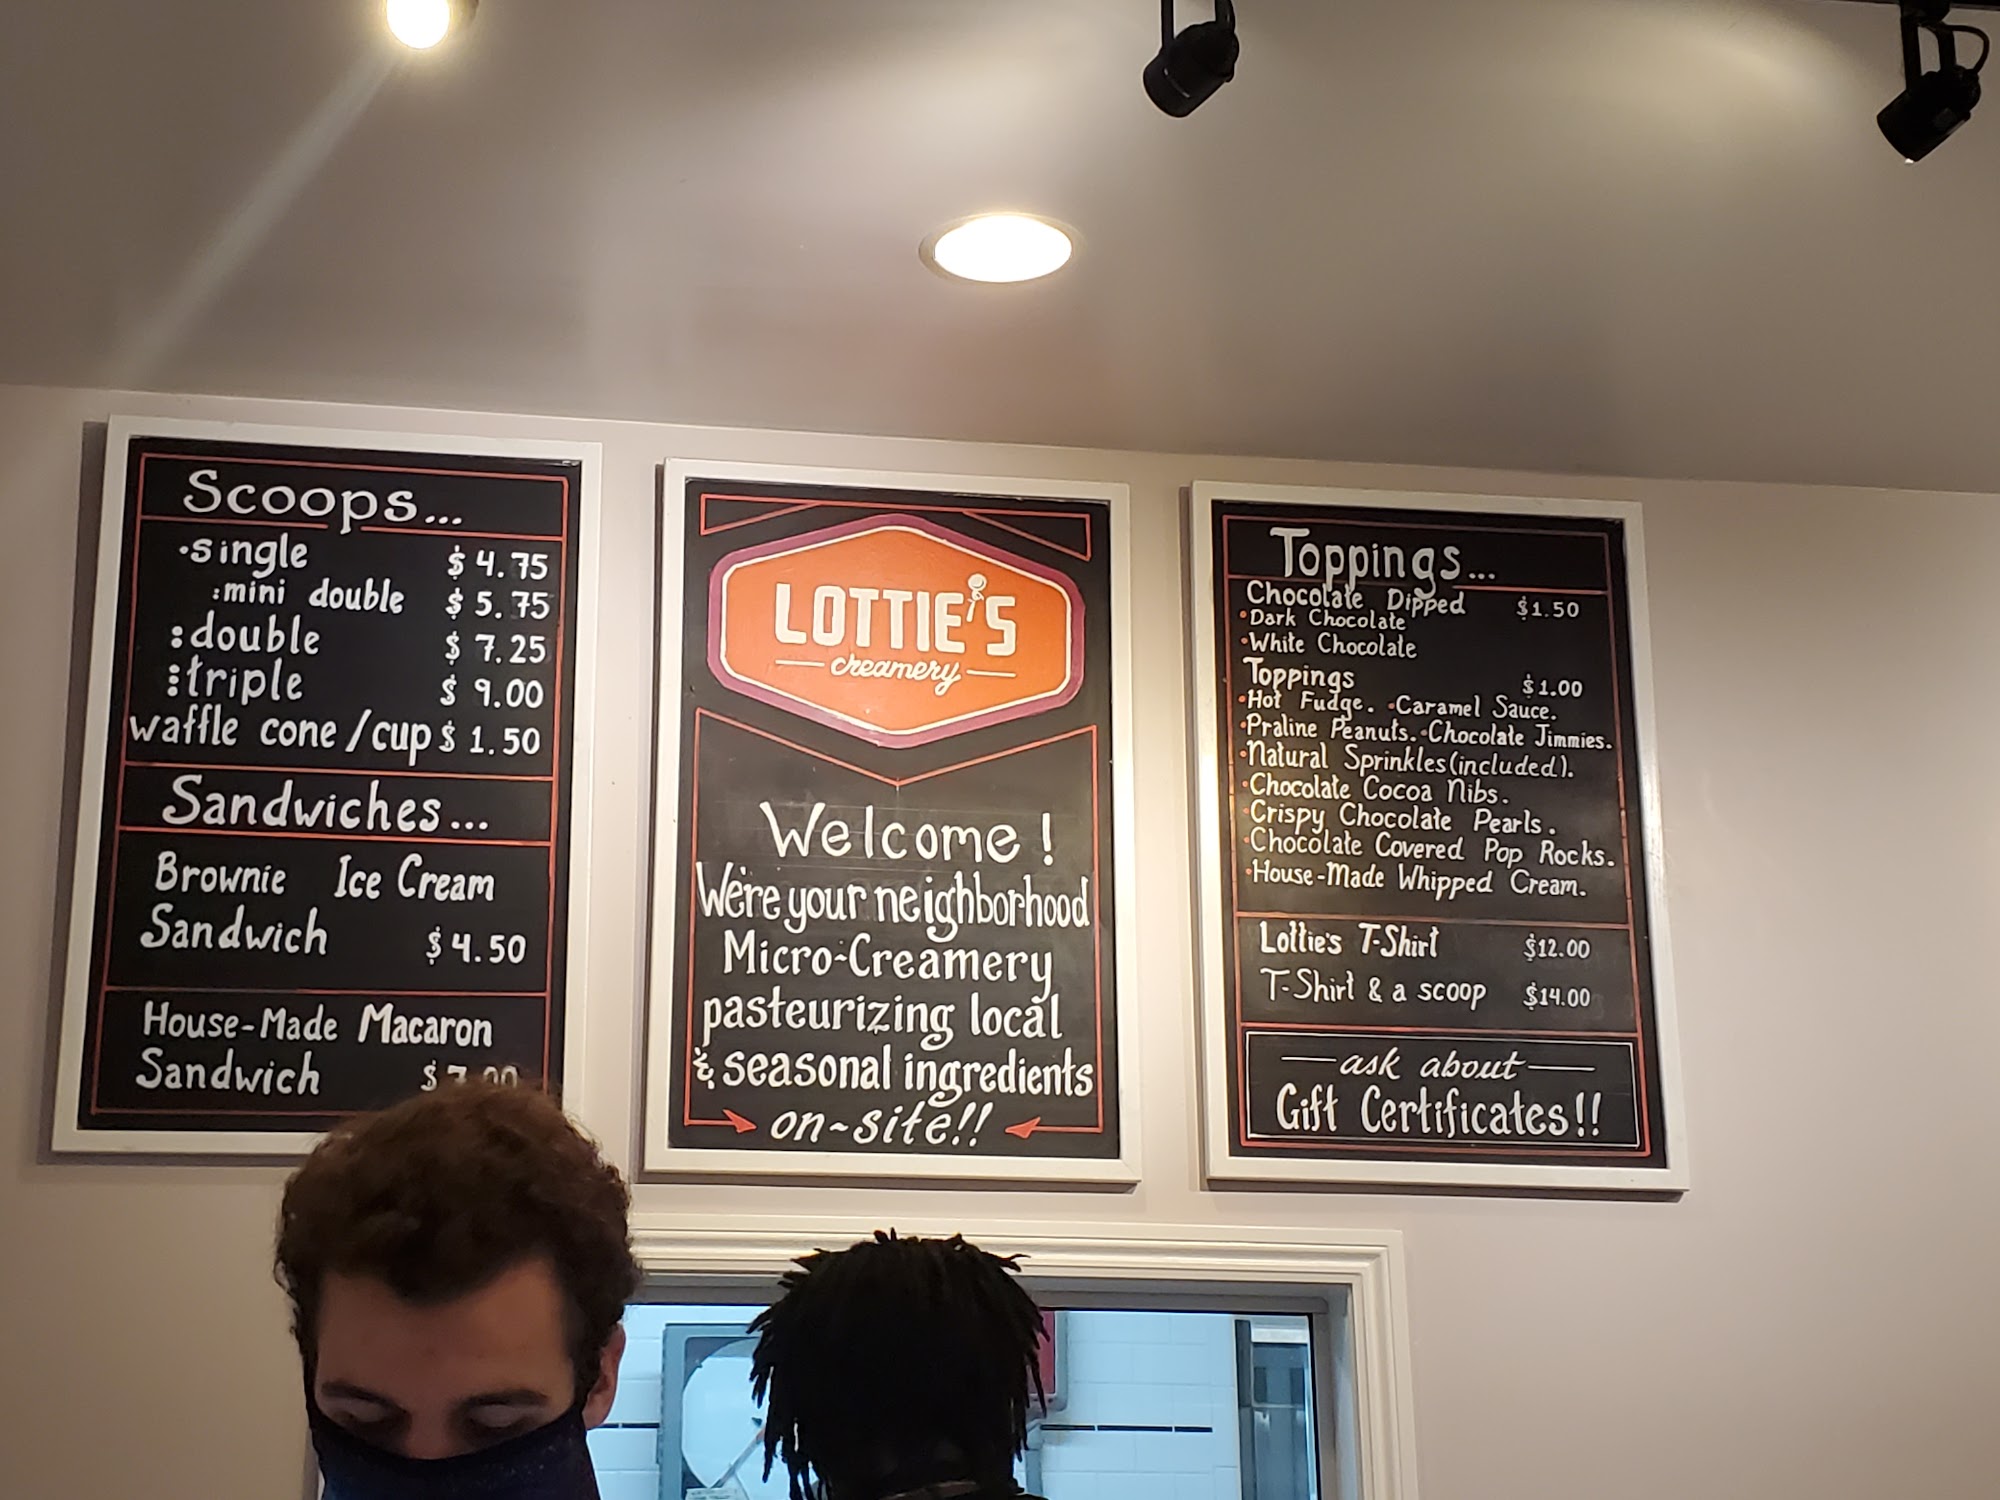 Scoops...
•single $4.75
:mini double $5.75
:double $7.25
⋮triple $9.00
waffle cone/cup $1.50
Sandwiches...
Brownie Ice Cream
Sandwich $4.50
House-Made Macaron
Sandwich
LOTTIE'S
creamery
Welcome!
We're your neighborhood
Micro-Creamery
pasteurizing local
& seasonal ingredients
on-site!!
Toppings...
Chocolate Dipped $1.50
•Dark Chocolate
•White Chocolate
Toppings $1.00
•Hot Fudge. •Caramel Sauce.
•Praline Peanuts. •Chocolate Jimmies.
•Natural Sprinkles(included).
•Chocolate Cocoa Nibs.
•Crispy Chocolate Pearls.
•Chocolate Covered Pop Rocks.
•House-Made Whipped Cream.
Lottie's T-Shirt $12.00
T-Shirt & a scoop $14.00
ask about
Gift Certificates!!